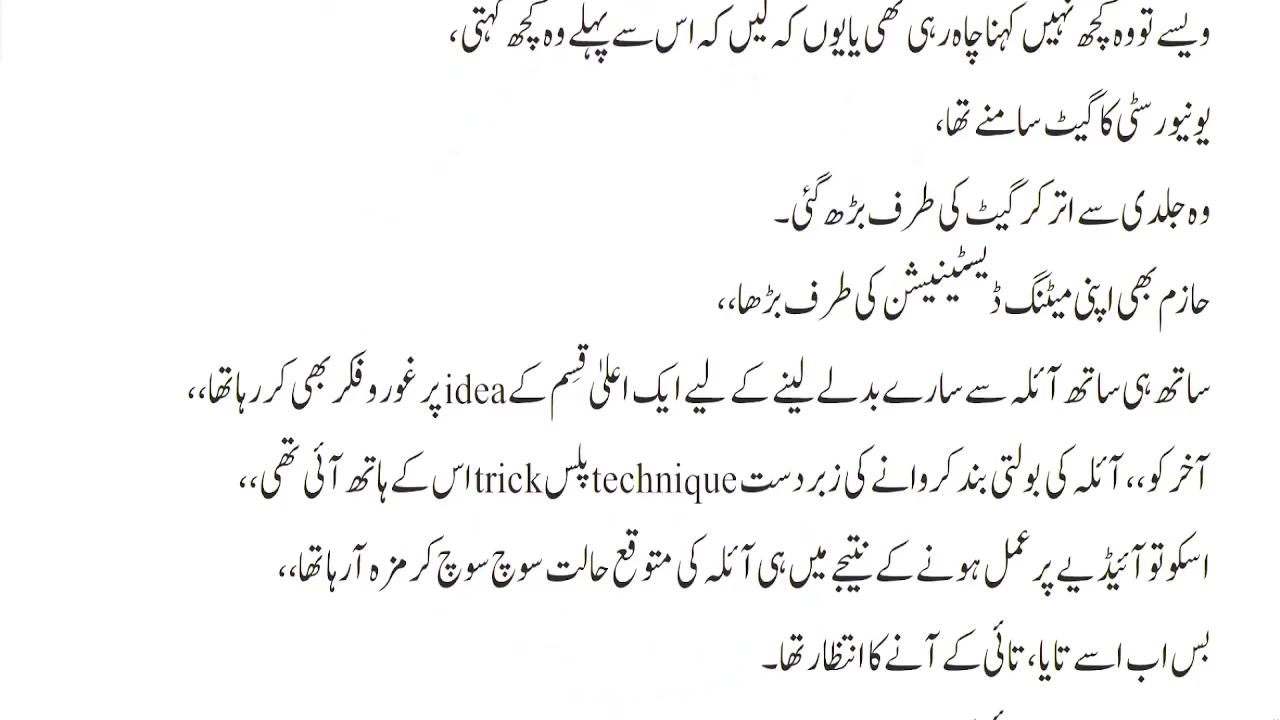 ویسے تو وہ کچھ نہیں کہنا چاہ رہی تھی یا یوں کہ لیں کہ اس سے پہلے وہ کچھ کہتی،
یونیورسٹی کا گیٹ سامنے تھا،
وہ جلدی سے اتر کر گیٹ کی طرف بڑھ گئی۔
حازم بھی اپنی میٹنگ ڈیسٹینیشن کی طرف بڑھا،،
ساتھ ہی ساتھ آئلہ سے سارے بدلے لینے کے لیے ایک اعلیٰ قِسم کے idea پر غور و فکر بھی کر رہا تھا،،
آخر کو،، آئلہ کی بولتی بند کروانے کی زبردست technique پلس trick اس کے ہاتھ آئی تھی،،
اسکو تو آئیڈیے پر عمل ہونے کے نتیجے میں ہی آئلہ کی متوقع حالت سوچ سوچ کر مزہ آ رہا تھا،،
بس اب اسے تایا، تائی کے آنے کا انتظار تھا۔